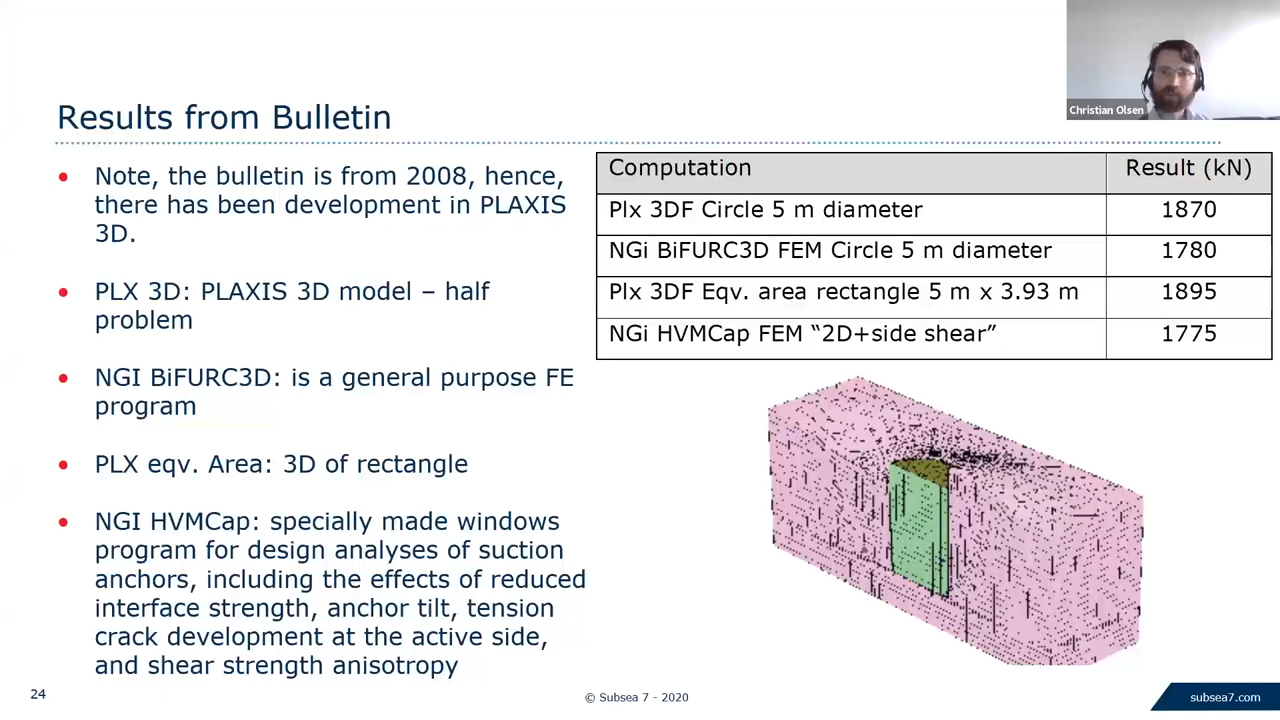 Christian Olsen
Results from Bulletin
• Note, the bulletin is from 2008, hence,
there has been development in PLAXIS
3D.
• PLX 3D: PLAXIS 3D model – half
problem
• NGI BiFURC3D: is a general purpose FE
program
• PLX eqv. Area: 3D of rectangle
• NGI HVMCap: specially made windows
program for design analyses of suction
anchors, including the effects of reduced
interface strength, anchor tilt, tension
crack development at the active side,
and shear strength anisotropy
Computation Result (kN)
Plx 3DF Circle 5 m diameter 1870
NGi BiFURC3D FEM Circle 5 m diameter 1780
Plx 3DF Eqv. area rectangle 5 m x 3.93 m 1895
NGi HVMCap FEM “2D+side shear” 1775
24
© Subsea 7 - 2020
subsea7.com